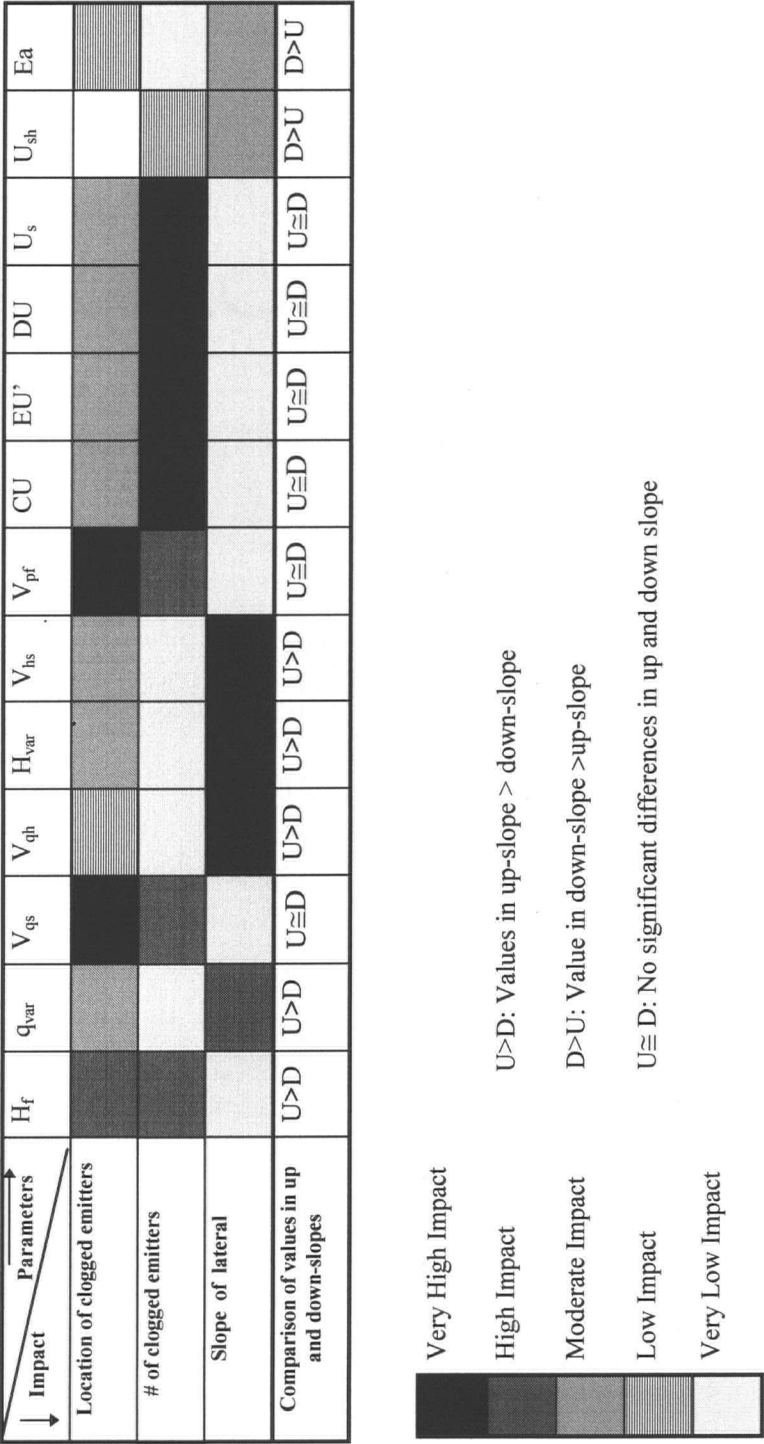 Parameters
Impact
H_f q_var V_qs V_qh H_var V_hs V_pf CU EU' DU U_s U_sh Ea
Location of clogged emitters
# of clogged emitters
Slope of lateral
Comparison of values in up
and down-slopes
U>D U>D U≅D U>D U>D U>D U≅D U≅D U≅D U≅D U≅D D>U D>U
Very High Impact
High Impact
Moderate Impact
Low Impact
Very Low Impact
U>D: Values in up-slope > down-slope
D>U: Value in down-slope >up-slope
U≅ D: No significant differences in up and down slope